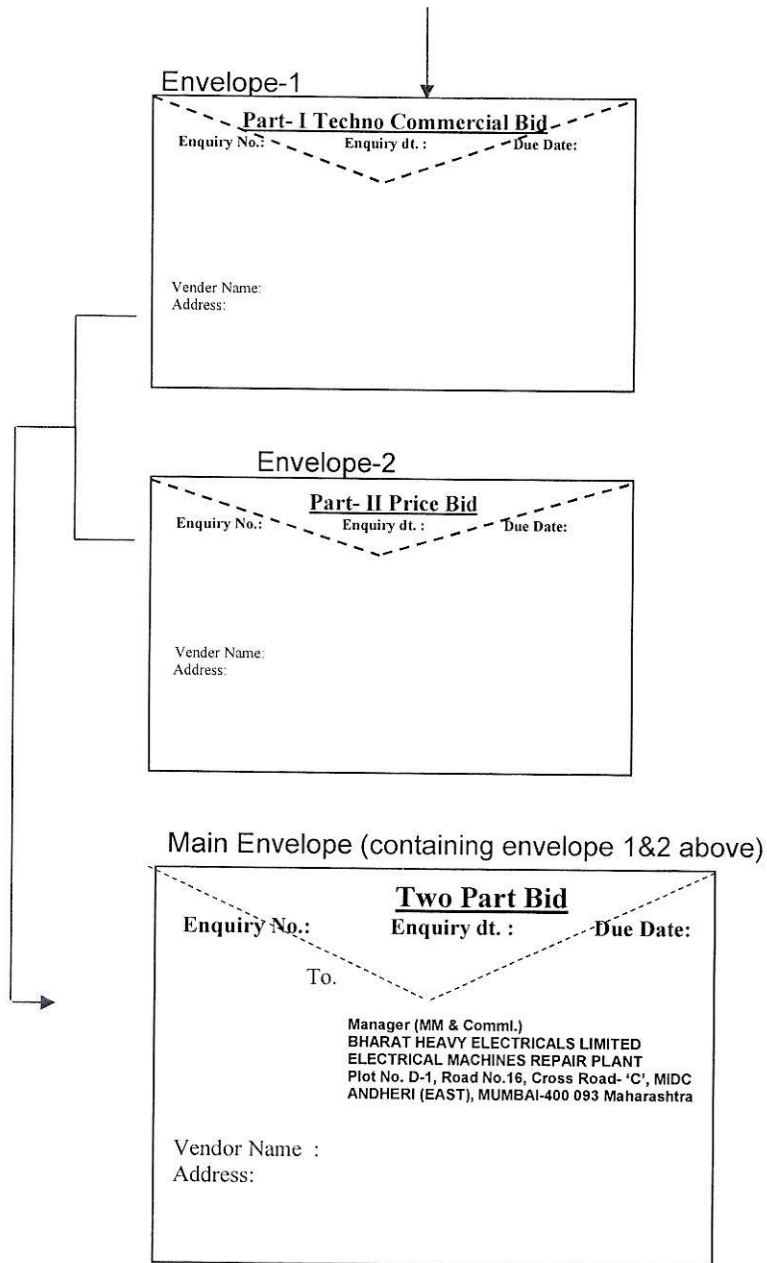 Envelope-1
Part- I Techno Commercial Bid
Enquiry No.: Enquiry dt. : Due Date:
Vender Name:
Address:
Envelope-2
Part- II Price Bid
Enquiry No.: Enquiry dt. : Due Date:
Vender Name:
Address:
Main Envelope (containing envelope 1&2 above)
Two Part Bid
Enquiry No.: Enquiry dt. : Due Date:
To.
Manager (MM & Comml.)
BHARAT HEAVY ELECTRICALS LIMITED
ELECTRICAL MACHINES REPAIR PLANT
Plot No. D-1, Road No.16, Cross Road- ‘C’, MIDC
ANDHERI (EAST), MUMBAI-400 093 Maharashtra
Vendor Name :
Address: